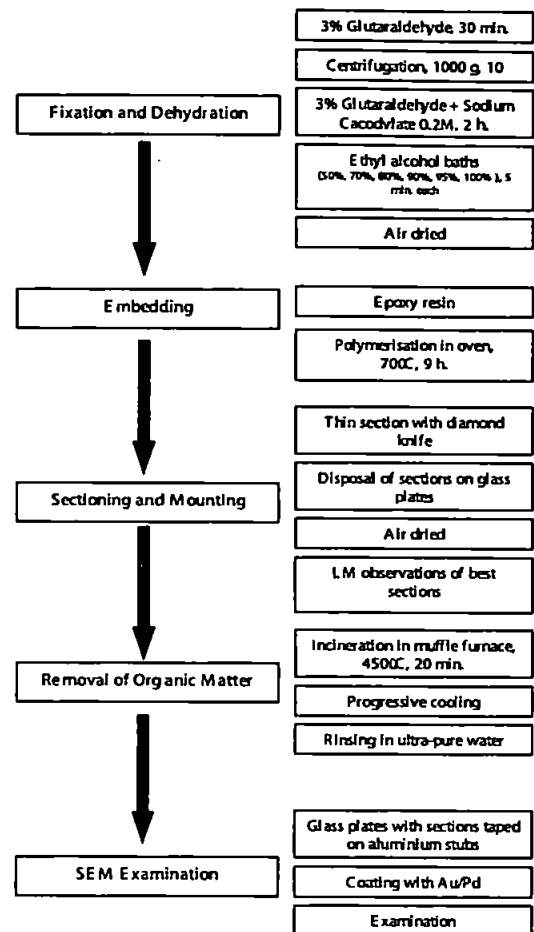 3% Glutaraldehyde, 30 min.
Centrifugation, 1000 g, 10
Fixation and Dehydration
3% Glutaraldehyde + Sodium
Cacodylate 0.2M, 2 h.
Ethyl alcohol baths
(50%, 70%, 80%, 90%, 95%, 100% ), 5
min. each
Air dried
Embedding
Epoxy resin
Polymerisation in oven,
700C, 9 h.
Thin section with diamond
knife
Sectioning and Mounting
Disposal of sections on glass
plates
Air dried
LM observations of best
sections
Removal of Organic Matter
Incineration in muffle furnace,
4500C, 20 min.
Progressive cooling
Rinsing in ultra-pure water
Glass plates with sections taped
on aluminium stubs
SEM Examination
Coating with Au/Pd
Examination